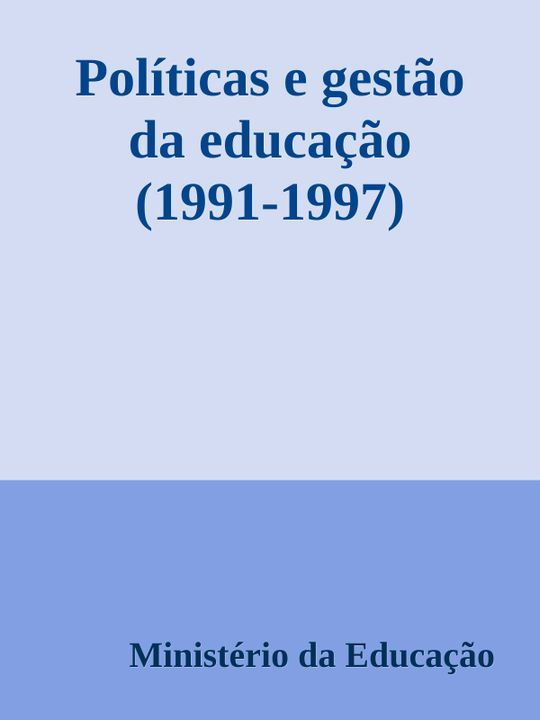 Políticas e gestão
da educação
(1991-1997)
Ministério da Educação